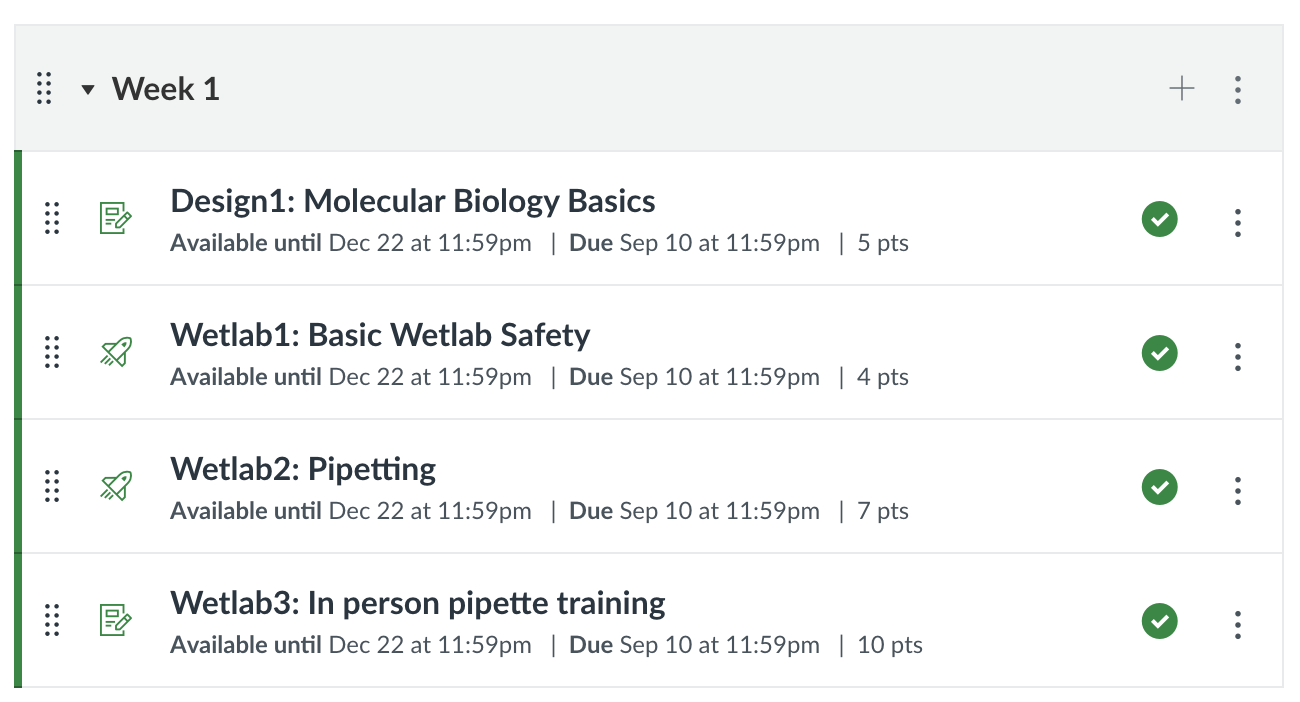 Week 1
Design1: Molecular Biology Basics
Available until Dec 22 at 11:59pm | Due Sep 10 at 11:59pm | 5 pts
Wetlab1: Basic Wetlab Safety
Available until Dec 22 at 11:59pm | Due Sep 10 at 11:59pm | 4 pts
Wetlab2: Pipetting
Available until Dec 22 at 11:59pm | Due Sep 10 at 11:59pm | 7 pts
Wetlab3: In person pipette training
Available until Dec 22 at 11:59pm | Due Sep 10 at 11:59pm | 10 pts